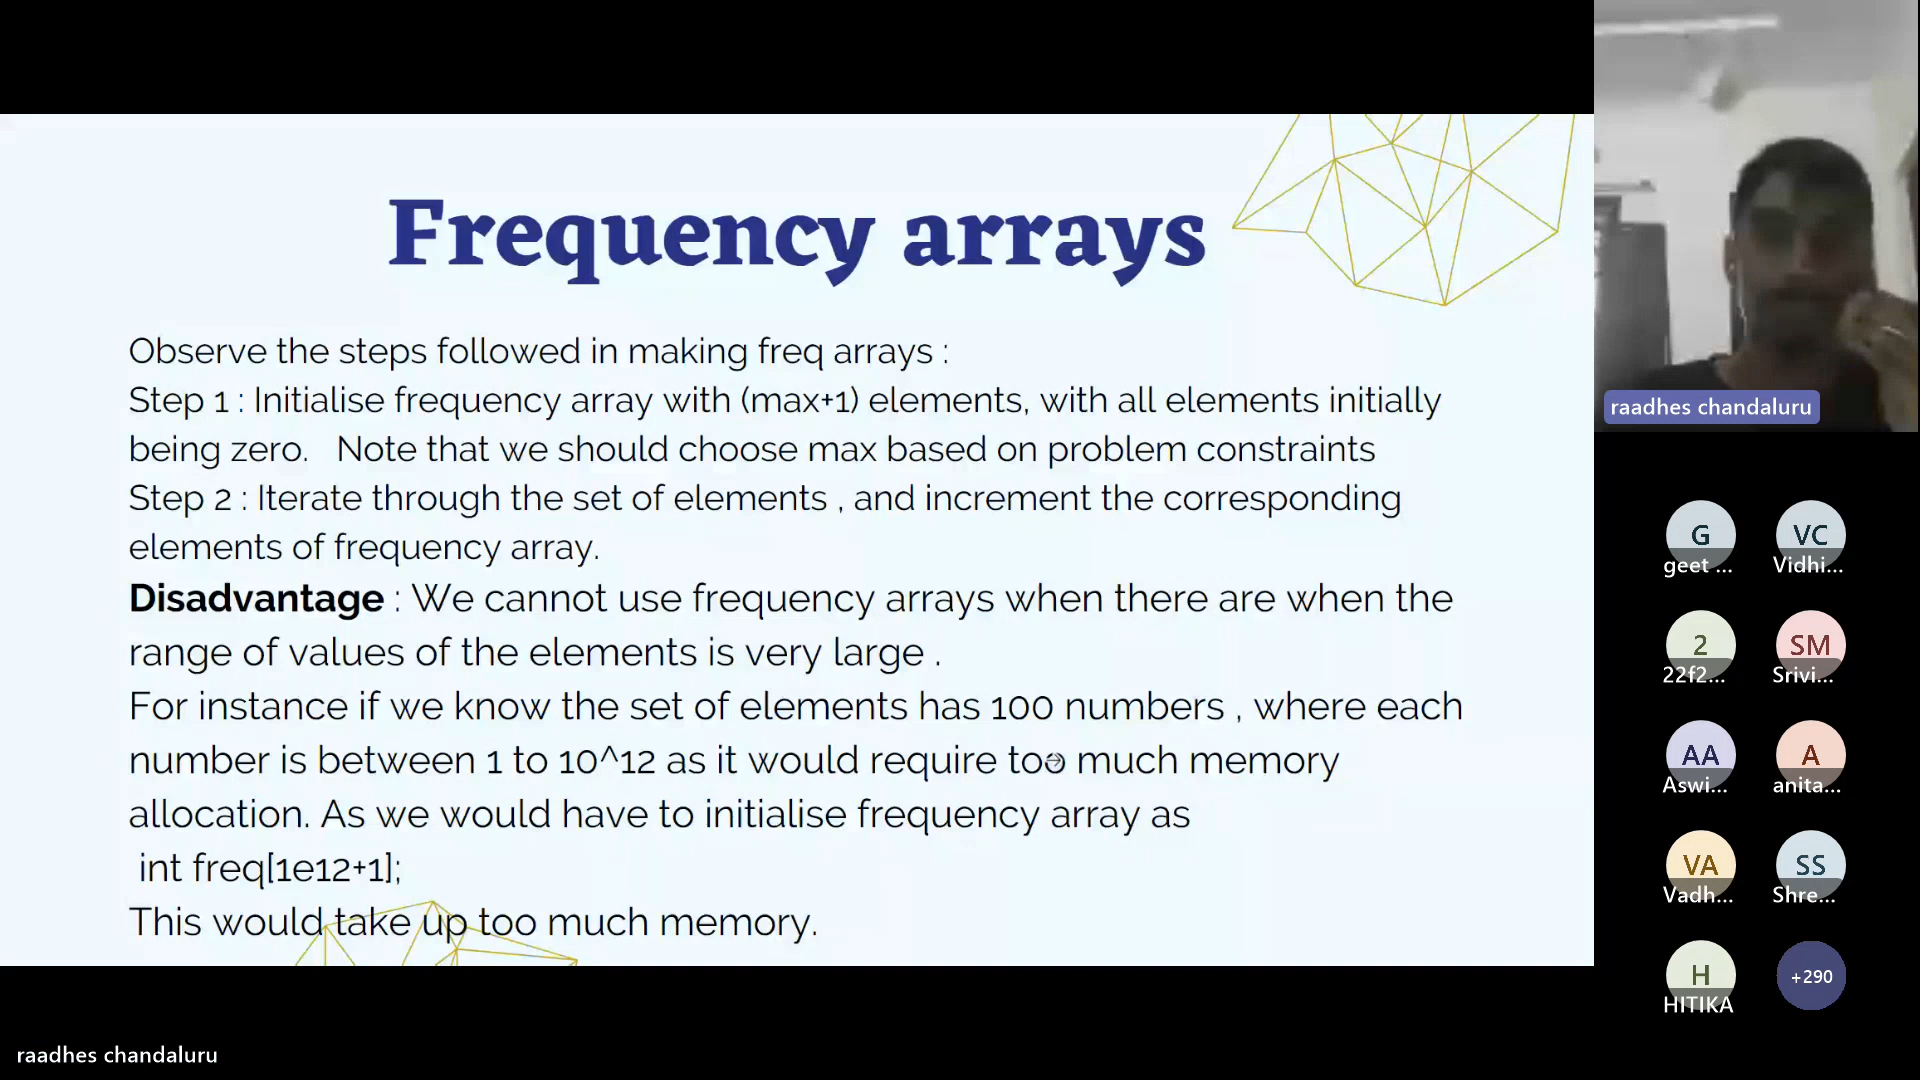 Frequency arrays
Observe the steps followed in making freq arrays :
Step 1 : Initialise frequency array with (max+1) elements, with all elements initially
being zero. Note that we should choose max based on problem constraints
Step 2 : Iterate through the set of elements , and increment the corresponding
elements of frequency array.
Disadvantage : We cannot use frequency arrays when there are when the
range of values of the elements is very large .
For instance if we know the set of elements has 100 numbers , where each
number is between 1 to 10^12 as it would require too much memory
allocation. As we would have to initialise frequency array as
int freq[1e12+1];
This would take up too much memory.
raadhes chandaluru
raadhes chandaluru
G
geet ...
VC
Vidhi...
2
22f2...
SM
Srivi...
AA
Aswi...
A
anita...
VA
Vadh...
SS
Shre...
H
HITIKA
+290